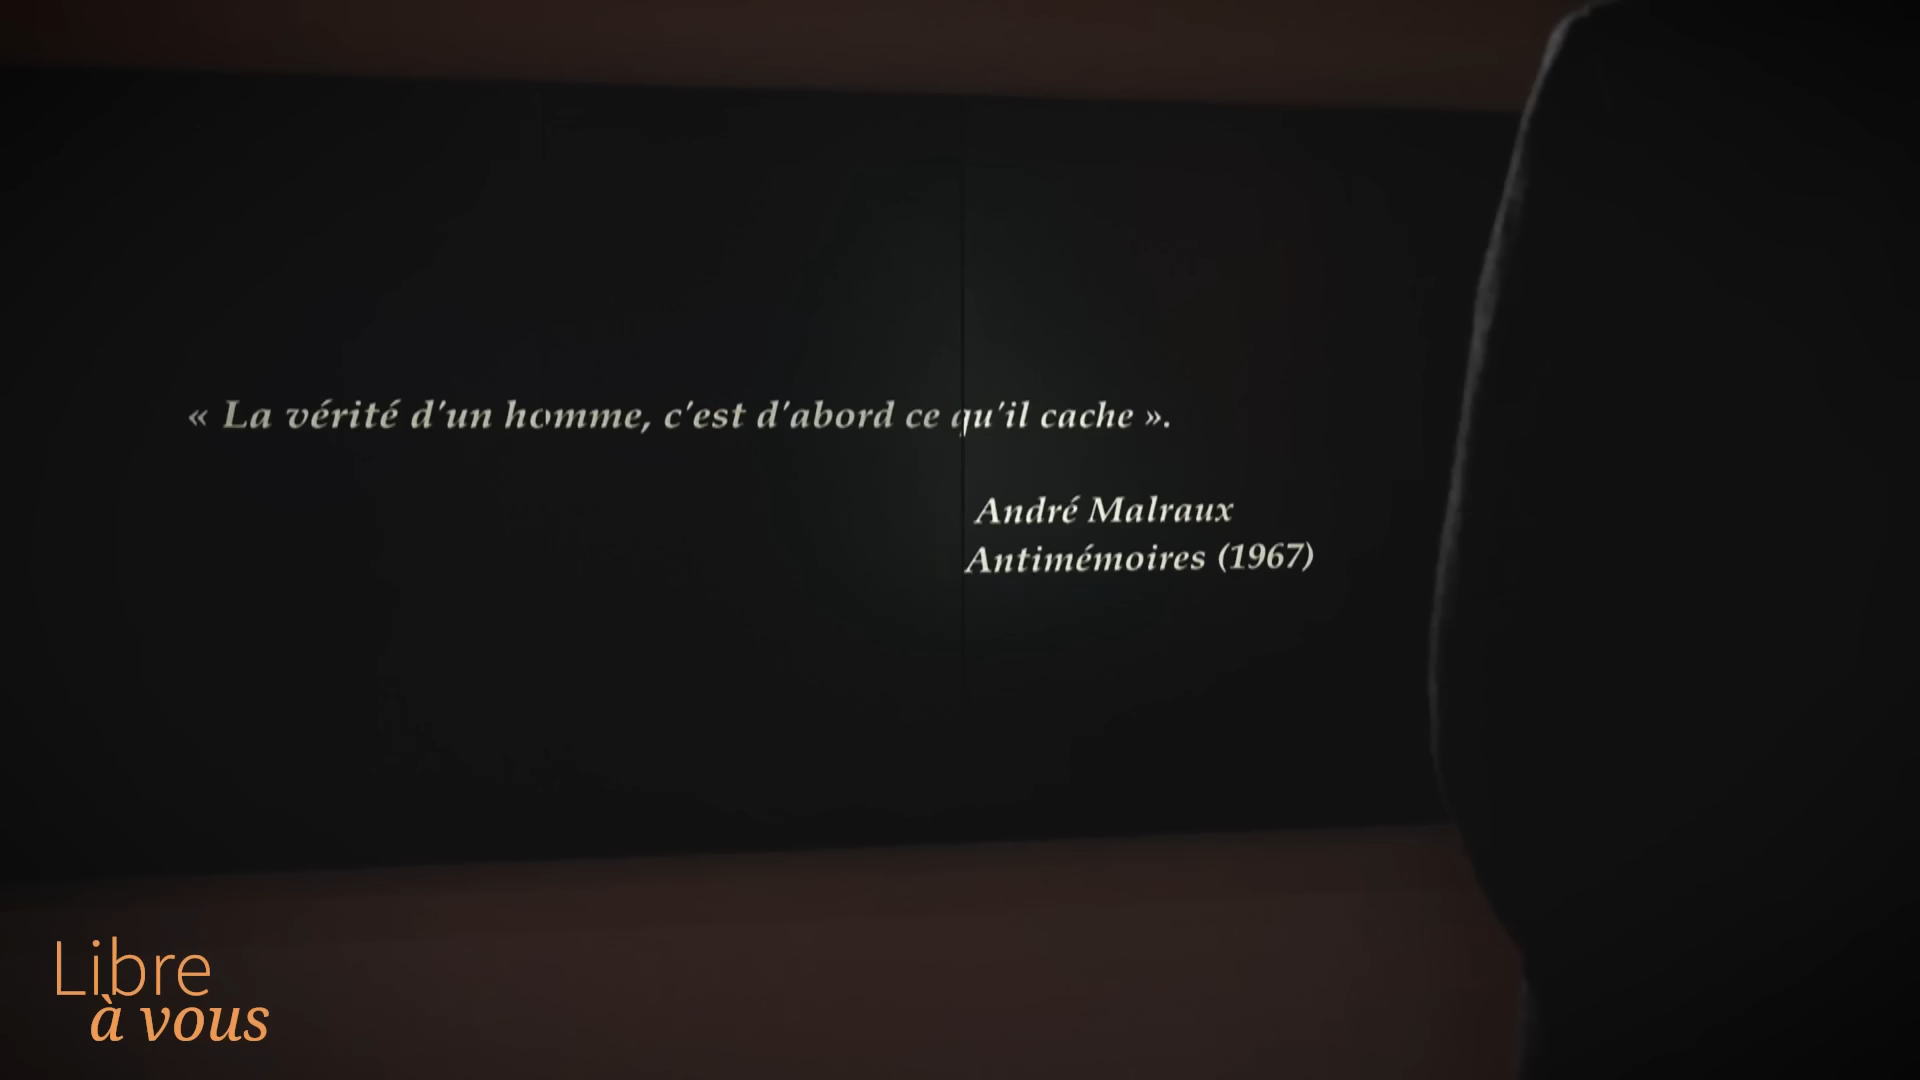 « La vérité d'un homme, c'est d'abord ce qu'il cache ».
André Malraux
Antimémoires (1967)
Libre
à vous